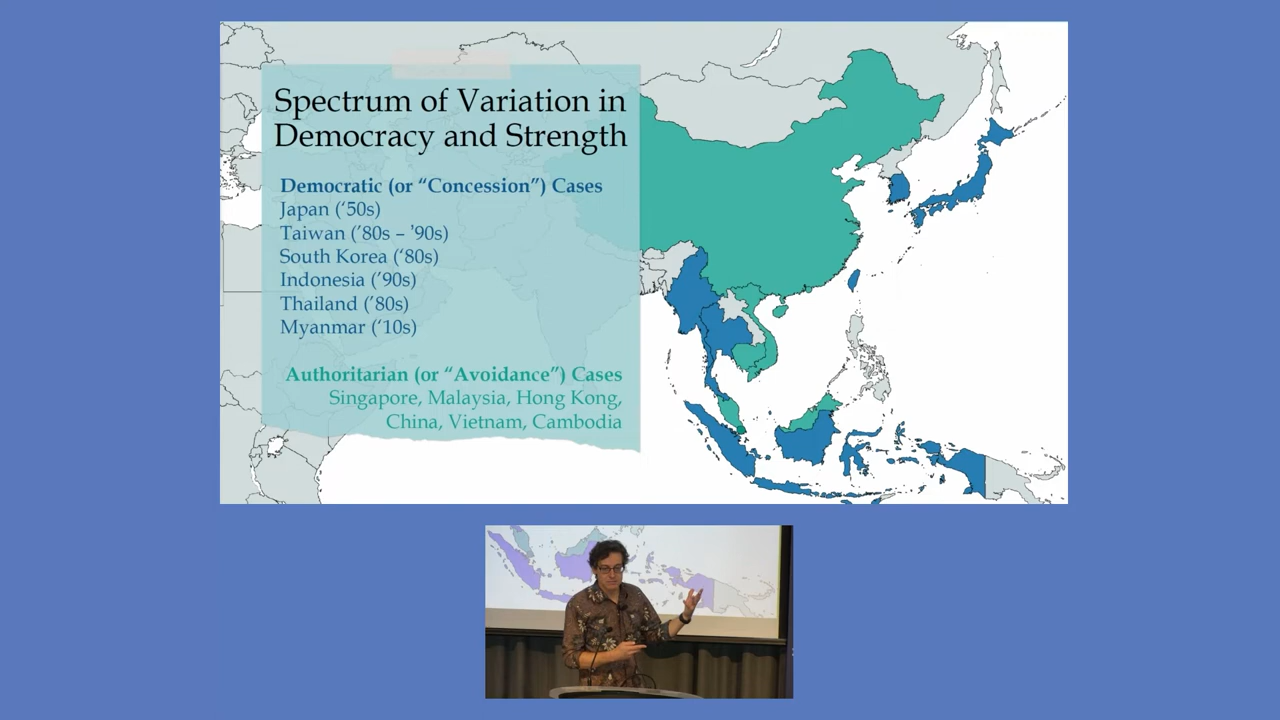 Spectrum of Variation in
Democracy and Strength
Democratic (or “Concession”) Cases
Japan (‘50s)
Taiwan (’80s – '90s)
South Korea (‘80s)
Indonesia (’90s)
Thailand (’80s)
Myanmar (‘10s)
Authoritarian (or “Avoidance”) Cases
Singapore, Malaysia, Hong Kong,
China, Vietnam, Cambodia